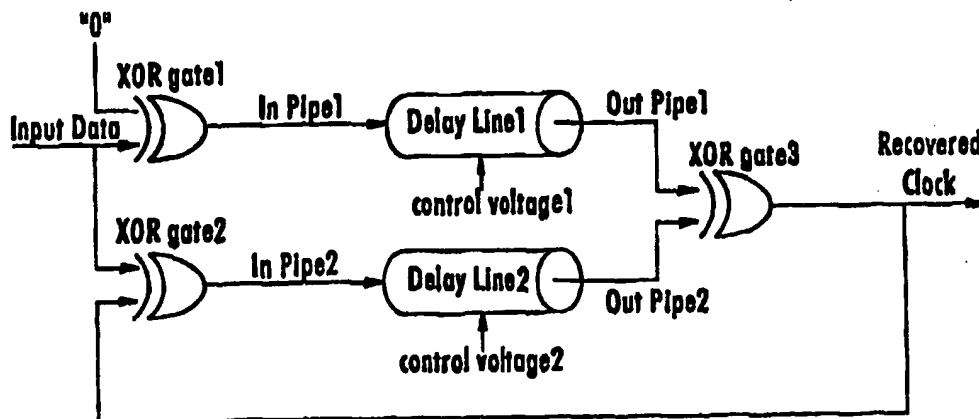 "0"
XOR gate1
Input Data
In Pipe1
Delay Line1
Out Pipe1
control voltage1
XOR gate3
Recovered
Clock
XOR gate2
In Pipe2
Delay Line2
Out Pipe2
control voltage2